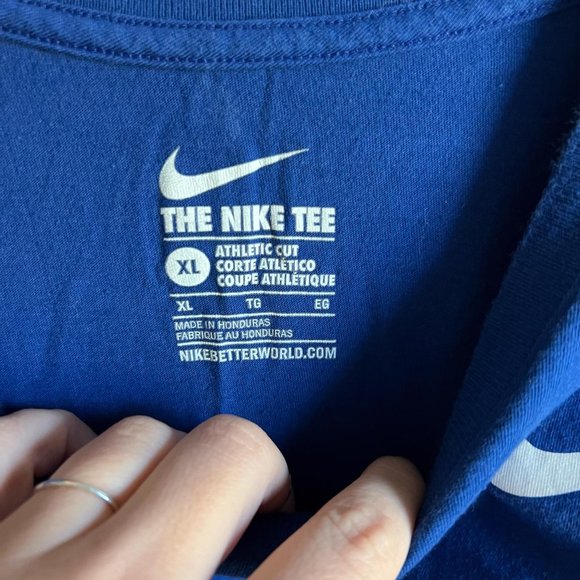 THE NIKE TEE
XL
ATHLETIC CUT
CORTE ATLÉTICO
COUPE ATHLÉTIQUE
XL TG EG
MADE IN HONDURAS
FABRIQUE AU HONDURAS
NIKEBETTERWORLD.COM